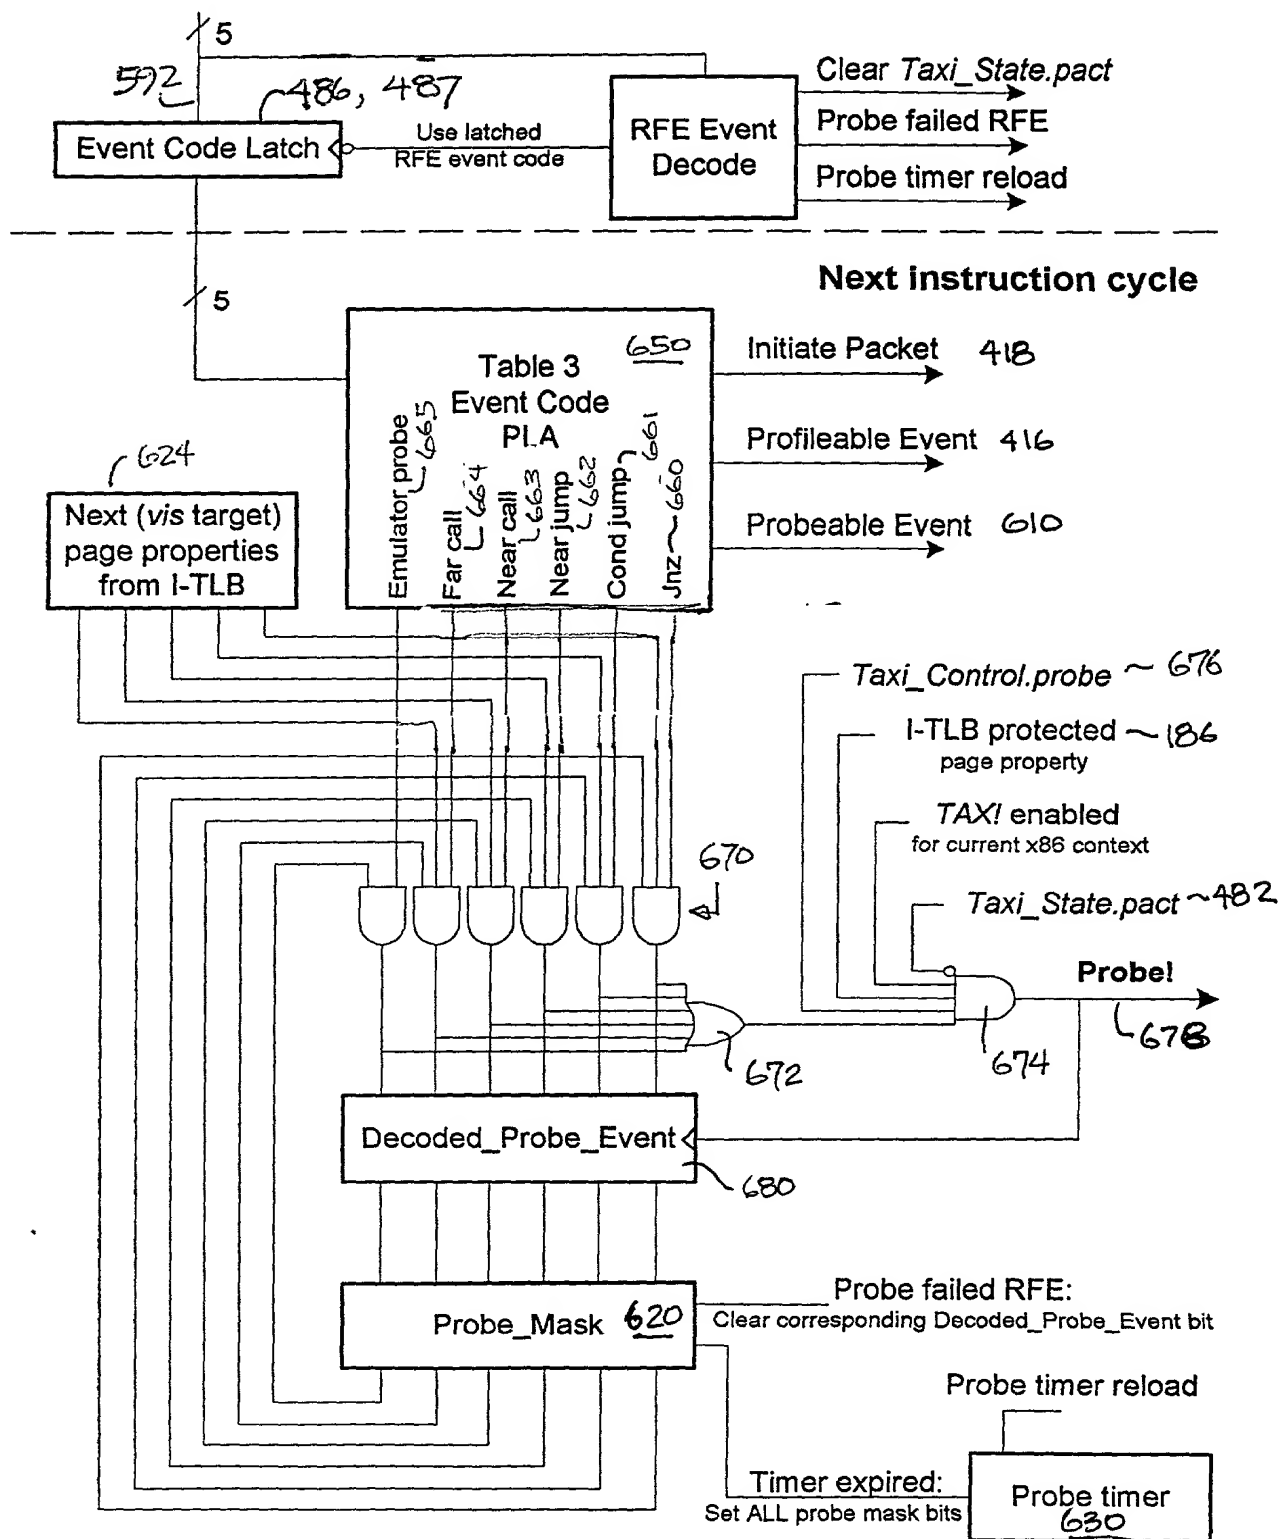 5
592
486, 487
Clear Taxi_State.pact
Probe failed RFE
Probe timer reload
Event Code Latch
Use latched
RFE event code
RFE Event
Decode
Next instruction cycle
5
650
Table 3
Event Code
PLA
Emulator probe
665
Far call
664
Near call
663
Near jump
662
Cond jump
661
Jnz
660
Initiate Packet 418
Profileable Event 416
Probeable Event 610
624
Next (vis target)
page properties
from I-TLB
Taxi_Control.probe 676
I-TLB protected 186
page property
TAX! enabled
for current x86 context
Taxi_State.pact 482
670
Probe!
678
674
672
Decoded_Probe_Event
680
Probe_Mask 620
Probe failed RFE:
Clear corresponding Decoded_Probe_Event bit
Probe timer reload
Timer expired:
Set ALL probe mask bits
Probe timer
630